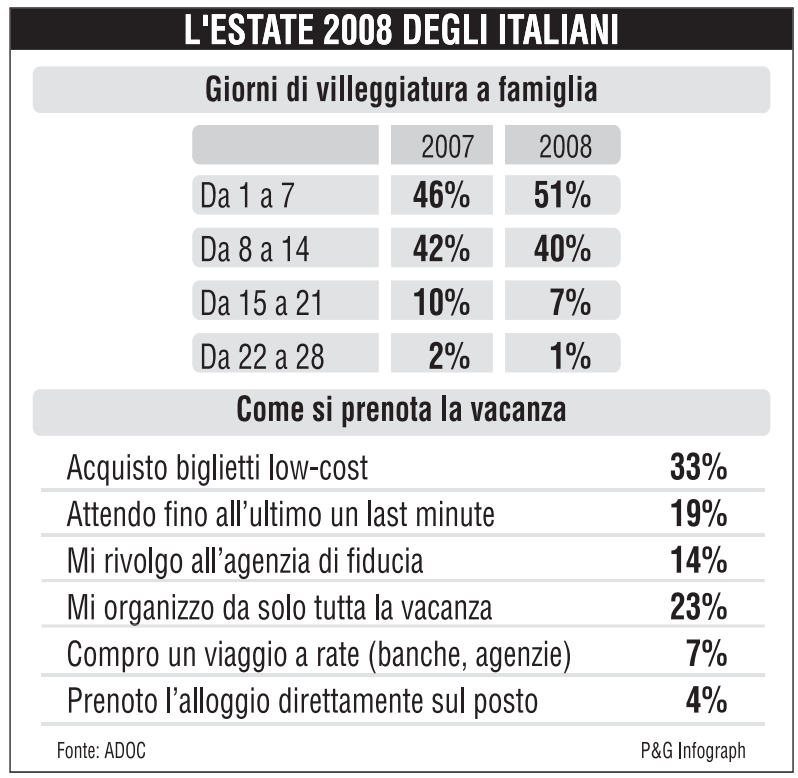 L'ESTATE 2008 DEGLI ITALIANI
Giorni di villeggiatura a famiglia
2007 2008
Da 1 a 7 46% 51%
Da 8 a 14 42% 40%
Da 15 a 21 10% 7%
Da 22 a 28 2% 1%
Come si prenota la vacanza
Acquisto biglietti low-cost 33%
Attendo fino all’ultimo un last minute 19%
Mi rivolgo all’agenzia di fiducia 14%
Mi organizzo da solo tutta la vacanza 23%
Compro un viaggio a rate (banche, agenzie) 7%
Prenoto l’alloggio direttamente sul posto 4%
Fonte: ADOC P&G Infograph